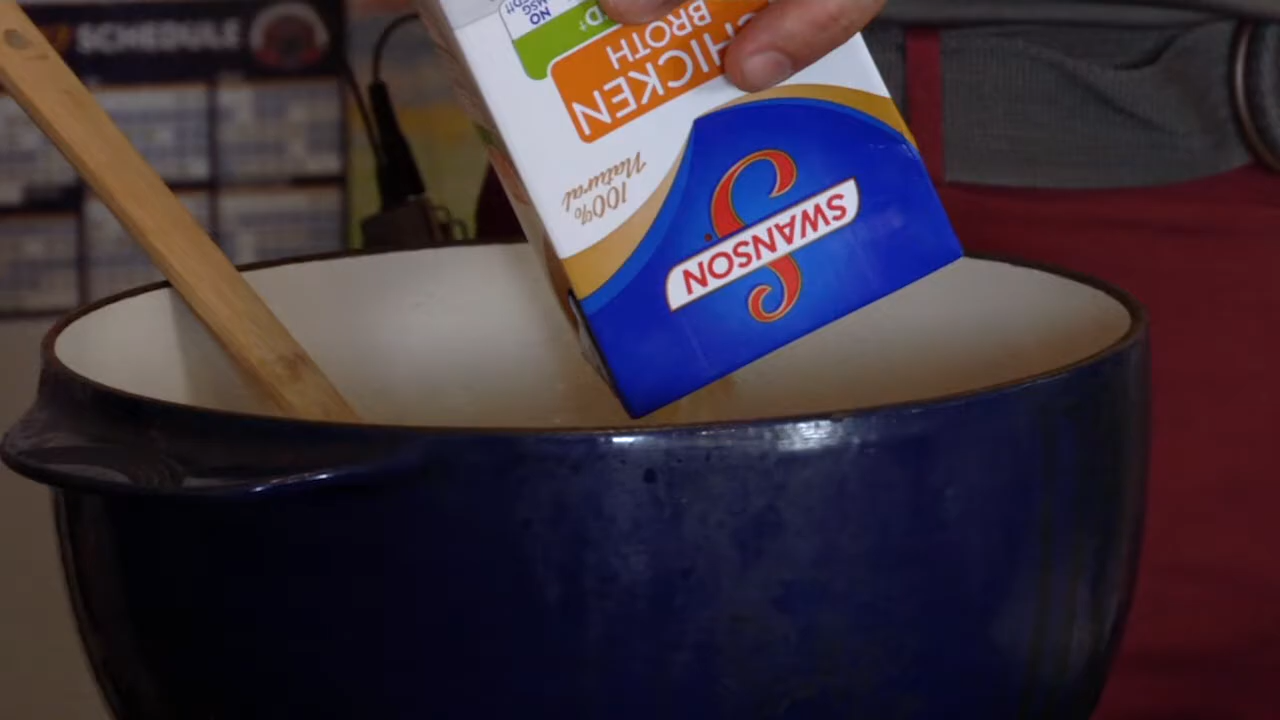 SCHEDULE
SWANSON
100%
Natural
CHICKEN
BROTH
NO
MSG